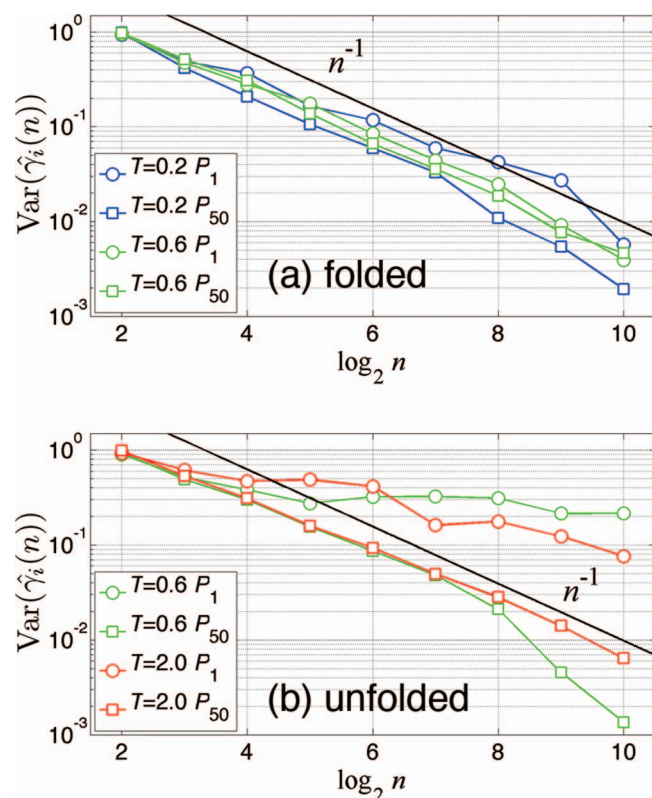 10^0
10^-1
10^-2
10^-3
Var(γ̂_i(n))
n^-1
T=0.2 P_1
T=0.2 P_50
T=0.6 P_1
T=0.6 P_50
(a) folded
2 4 6 8 10
log_2 n
10^0
10^-1
10^-2
10^-3
Var(γ̂_i(n))
n^-1
T=0.6 P_1
T=0.6 P_50
T=2.0 P_1
T=2.0 P_50
(b) unfolded
2 4 6 8 10
log_2 n